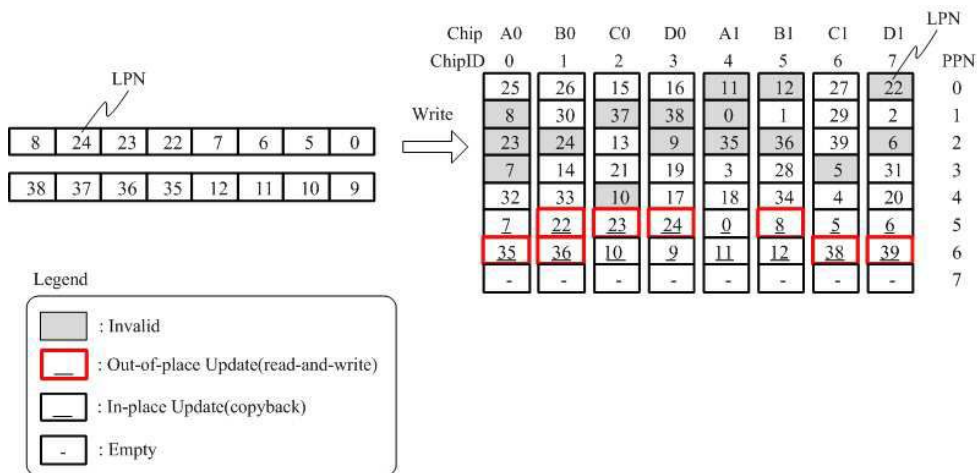 Chip A0 B0 C0 D0 A1 B1 C1 D1 LPN
LPN ChipID 0 1 2 3 4 5 6 7 PPN
25 26 15 16 11 12 27 22 0
Write 8 30 37 38 0 1 29 2 1
8 24 23 22 7 6 5 0
23 24 13 9 35 36 39 6 2
7 14 21 19 3 28 5 31 3
38 37 36 35 12 11 10 9
32 33 10 17 18 34 4 20 4
7 22 23 24 0 8 5 6 5
35 36 10 9 11 12 38 39 6
- - - - - - - - 7
Legend
: Invalid
: Out-of-place Update(read-and-write)
: In-place Update(copyback)
- : Empty